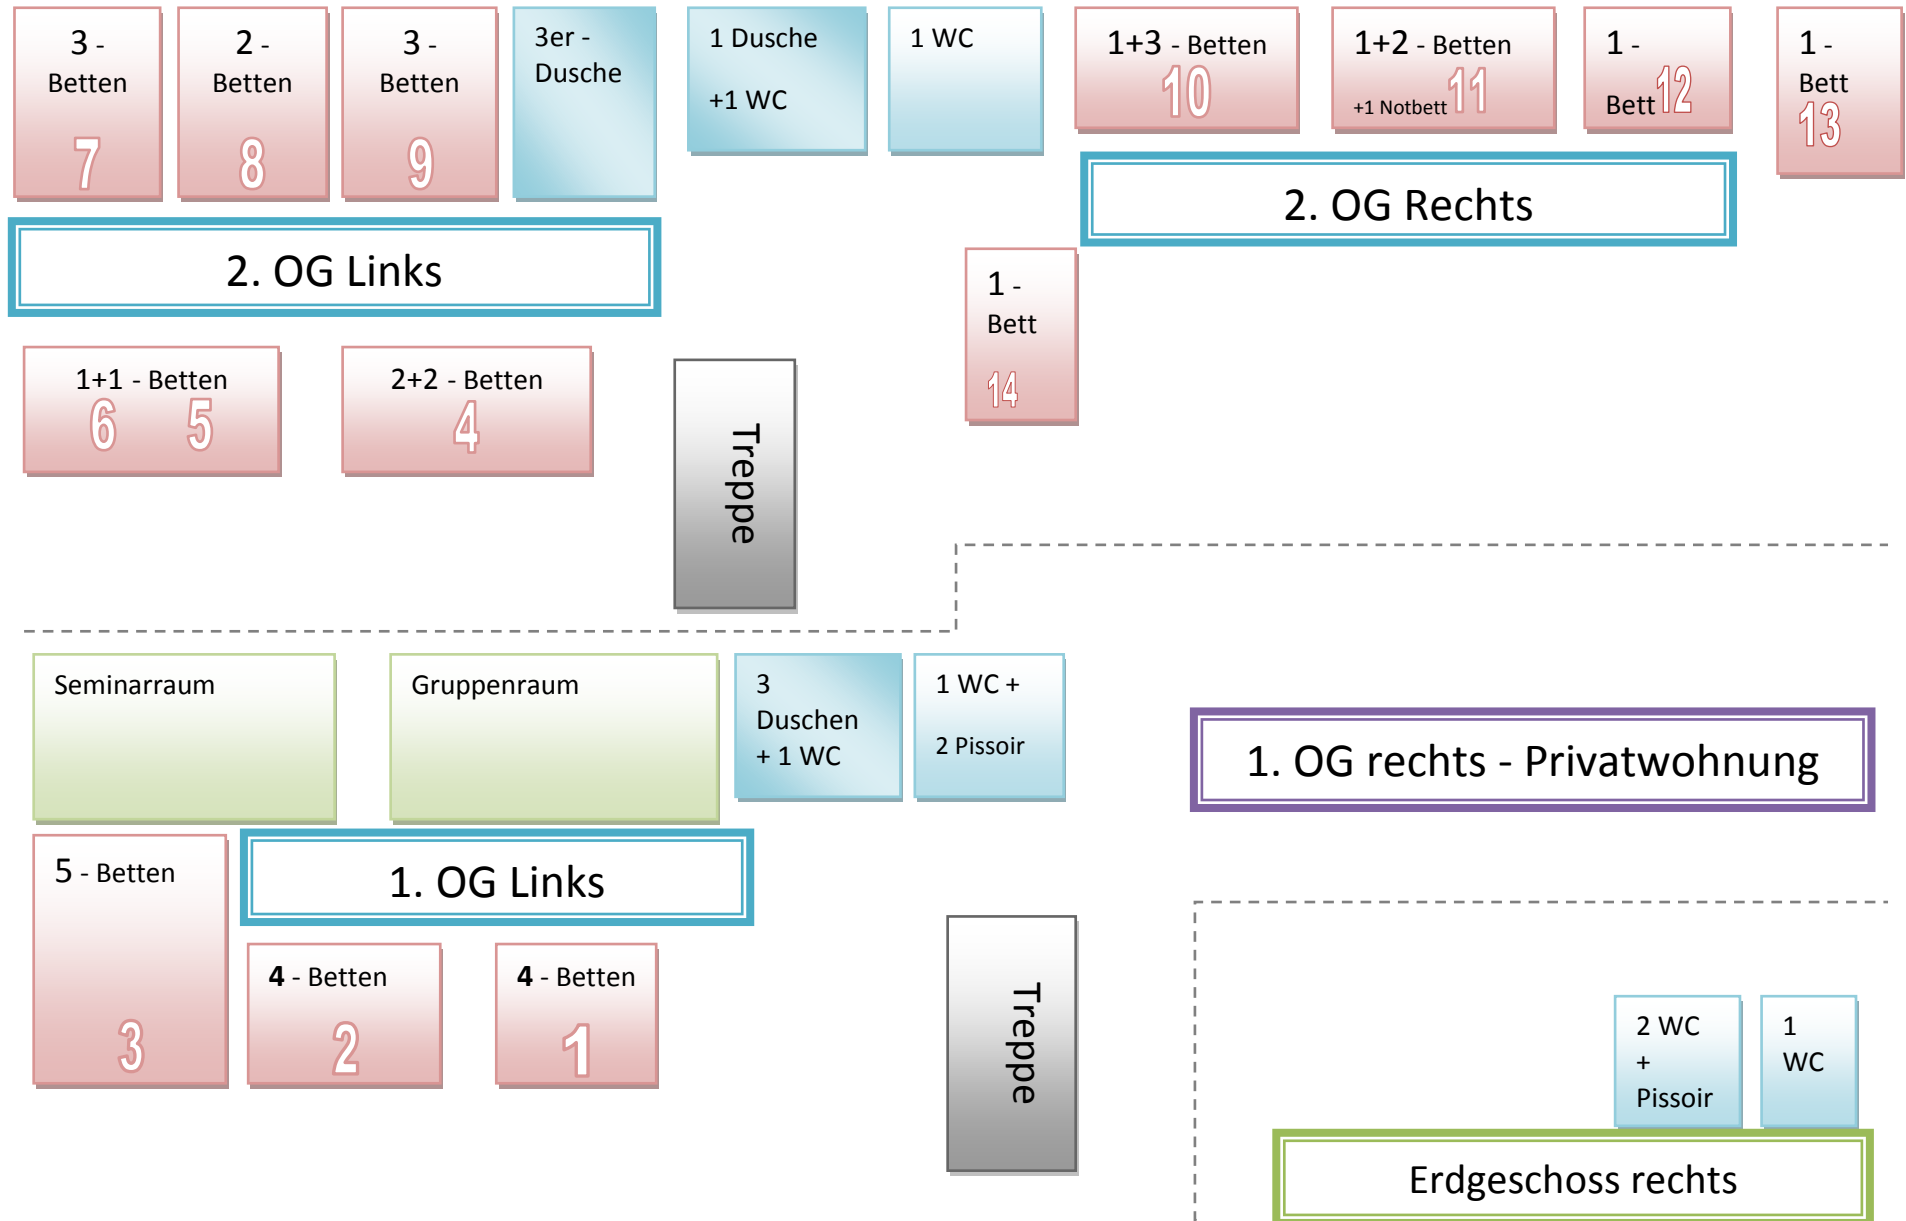 3 -
Betten
7
2 -
Betten
8
3 -
Betten
9
3er -
Dusche
1 Dusche
+1 WC
1 WC
1+3 - Betten
10
1+2 - Betten
+1 Notbett 11
1 -
Bett 12
1 -
Bett
13
2. OG Links
2. OG Rechts
1 -
Bett
14
1+1 - Betten
6 5
2+2 - Betten
4
Treppe
Seminarraum
Gruppenraum
3
Duschen
+ 1 WC
1 WC +
2 Pissoir
1. OG rechts - Privatwohnung
5 - Betten
3
1. OG Links
4 - Betten
2
4 - Betten
1
Treppe
2 WC
+
Pissoir
1
WC
Erdgeschoss rechts